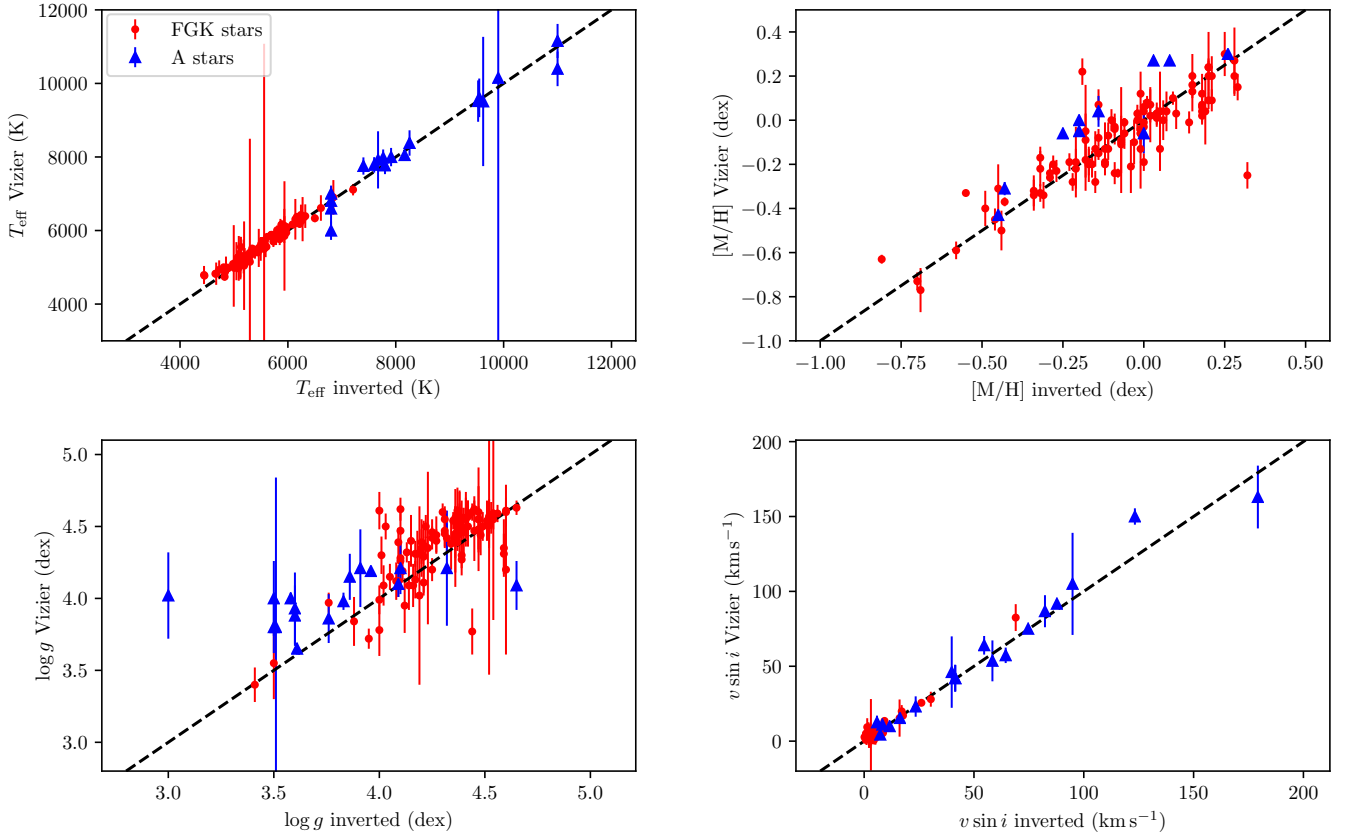 12000
10000
8000
6000
4000
T_eff Vizier (K)
FGK stars
A stars
4000 6000 8000 10000 12000
T_eff inverted (K)
0.4
0.2
0.0
−0.2
−0.4
−0.6
−0.8
−1.0
[M/H] Vizier (dex)
−1.00 −0.75 −0.50 −0.25 0.00 0.25 0.50
[M/H] inverted (dex)
5.0
4.5
4.0
3.5
3.0
log g Vizier (dex)
3.0 3.5 4.0 4.5 5.0
log g inverted (dex)
200
150
100
50
0
v sin i Vizier (km s⁻¹)
0 50 100 150 200
v sin i inverted (km s⁻¹)